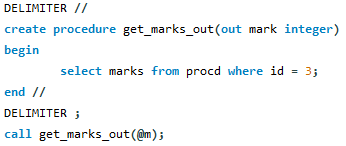 DELIMITER //
create procedure get_marks_out(out mark integer)
begin
select marks from procd where id = 3;
end //
DELIMITER ;
call get_marks_out(@m);